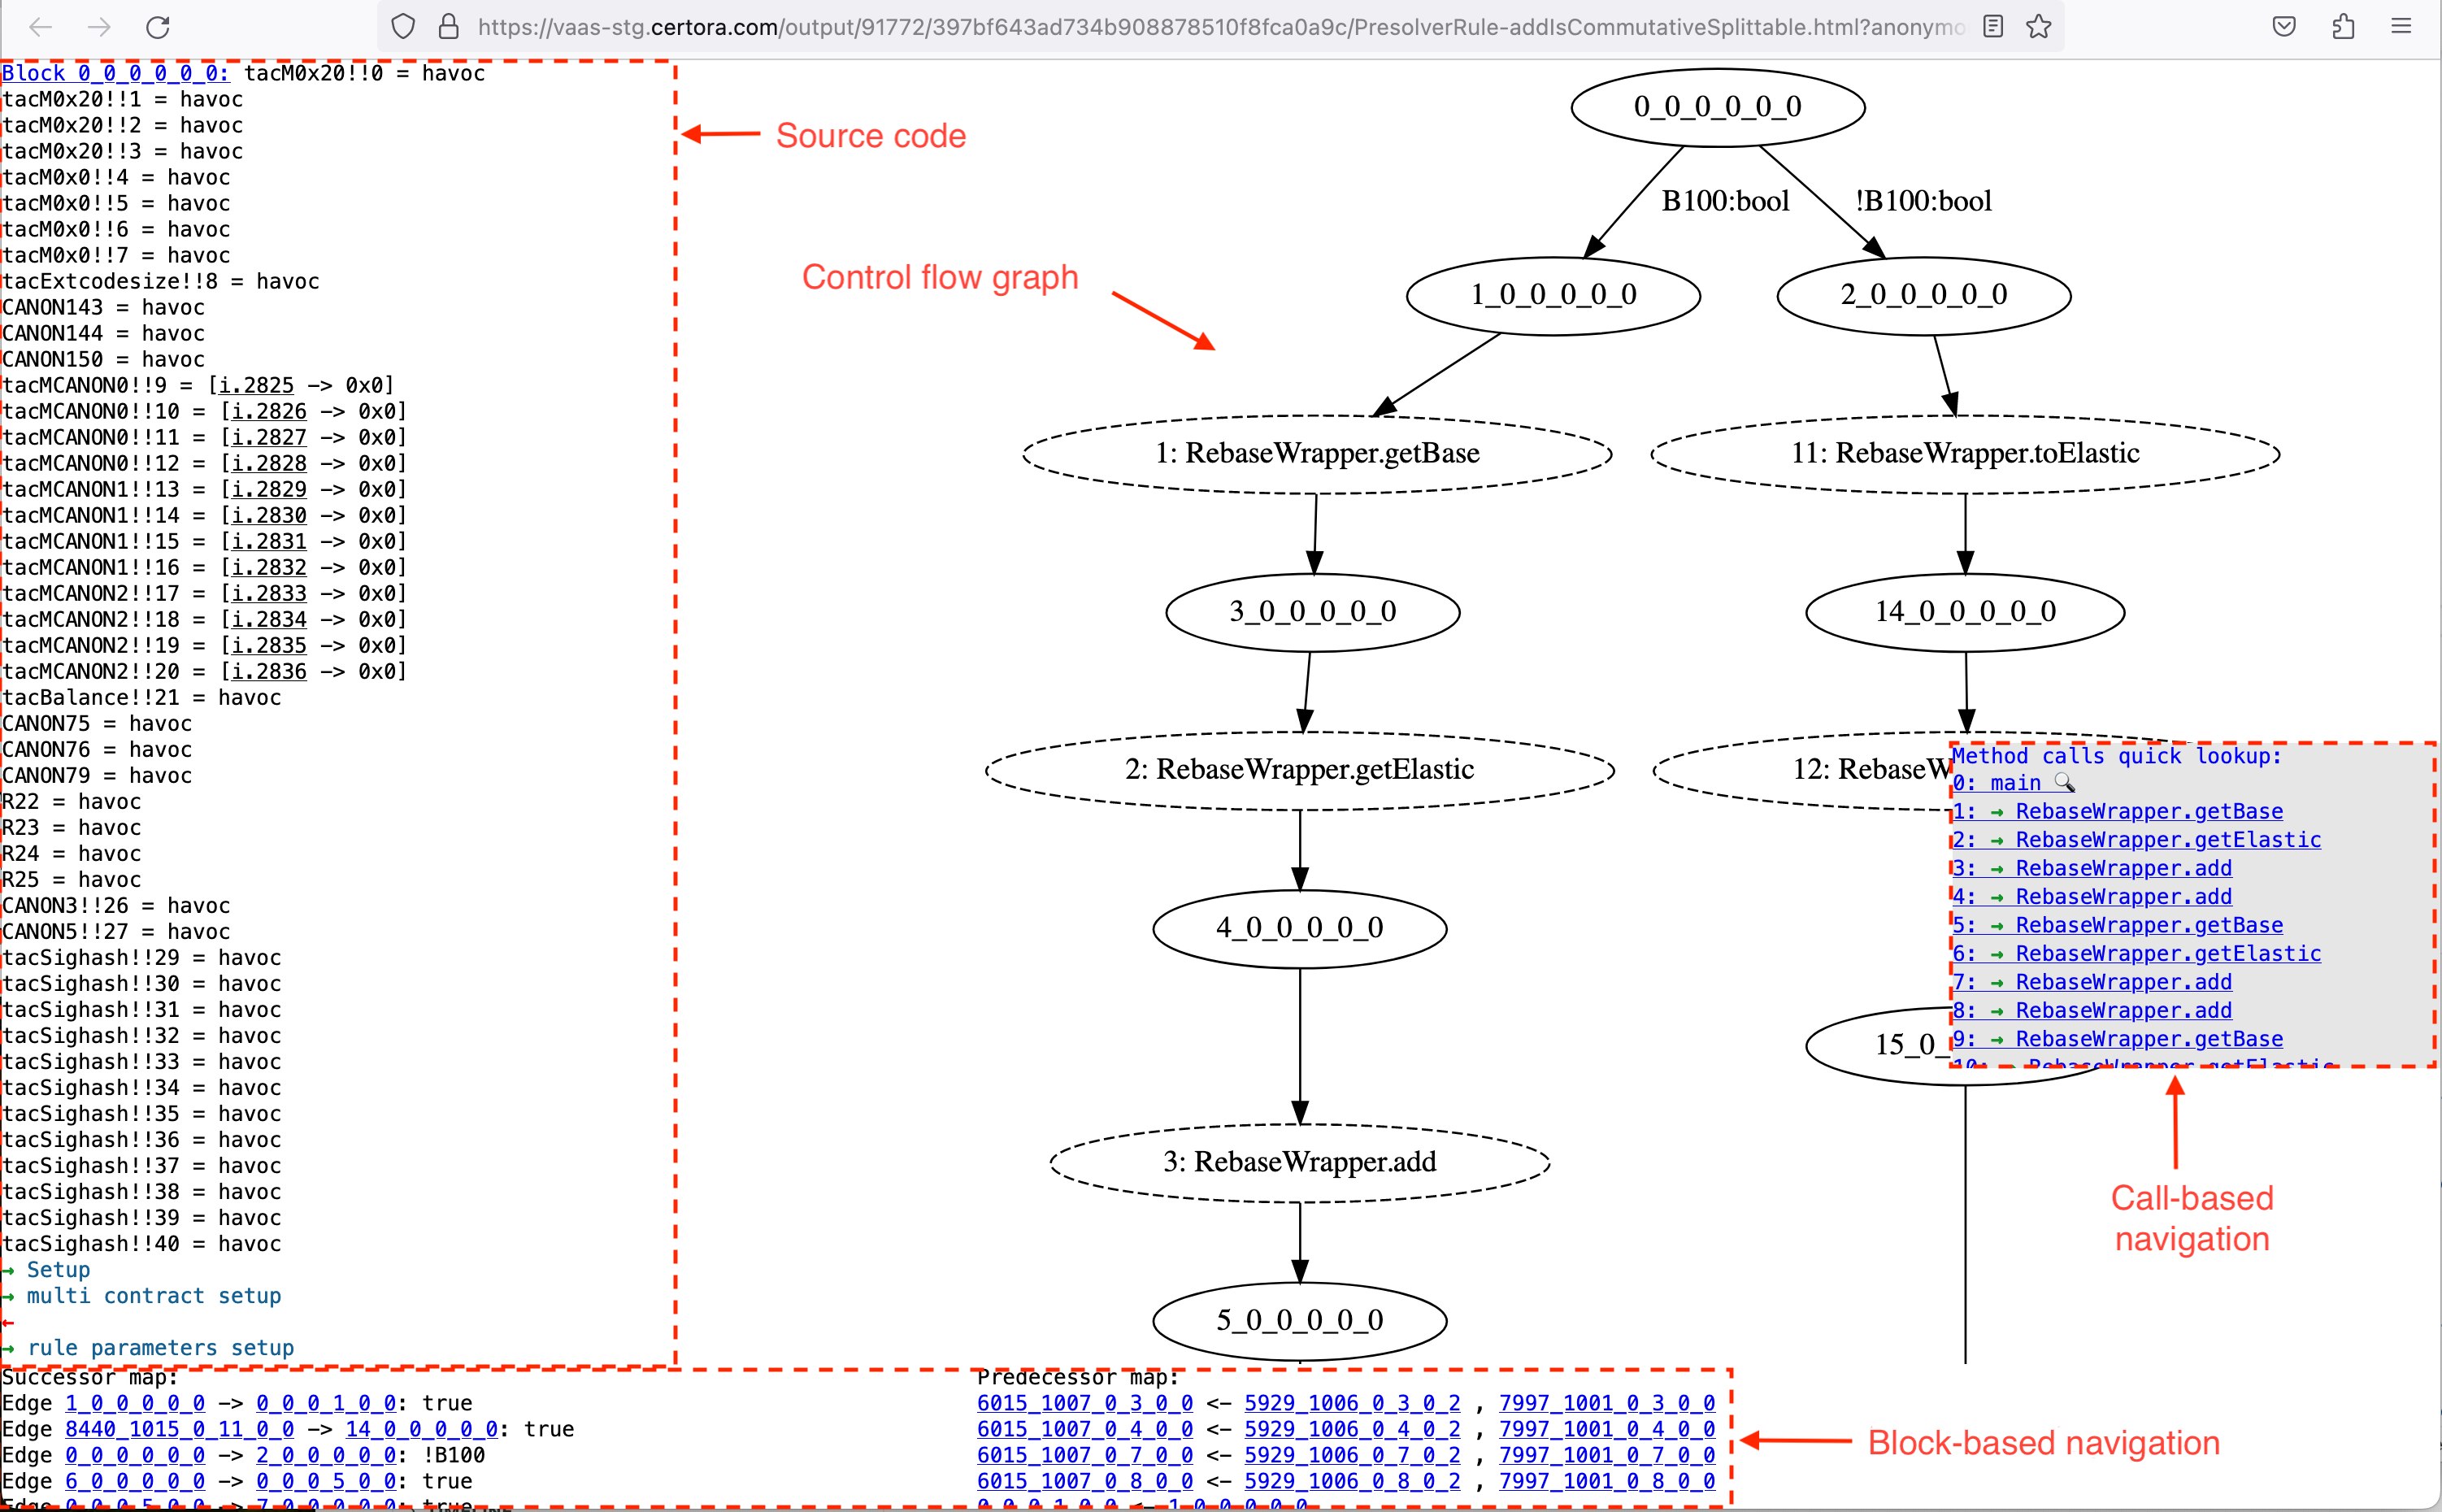 https://vaas-stg.certora.com/output/91772/397bf643ad734b908878510f8fca0a9c/PresolverRule-addIsCommutativeSplittable.html?anonymo
Block 0_0_0_0_0_0: tacM0x20!!0 = havoc
tacM0x20!!1 = havoc
tacM0x20!!2 = havoc
tacM0x20!!3 = havoc
tacM0x0!!4 = havoc
tacM0x0!!5 = havoc
tacM0x0!!6 = havoc
tacM0x0!!7 = havoc
tacExtcodesize!!8 = havoc
CANON143 = havoc
CANON144 = havoc
CANON150 = havoc
tacMCANON0!!9 = [i.2825 -> 0x0]
tacMCANON0!!10 = [i.2826 -> 0x0]
tacMCANON0!!11 = [i.2827 -> 0x0]
tacMCANON0!!12 = [i.2828 -> 0x0]
tacMCANON1!!13 = [i.2829 -> 0x0]
tacMCANON1!!14 = [i.2830 -> 0x0]
tacMCANON1!!15 = [i.2831 -> 0x0]
tacMCANON1!!16 = [i.2832 -> 0x0]
tacMCANON2!!17 = [i.2833 -> 0x0]
tacMCANON2!!18 = [i.2834 -> 0x0]
tacMCANON2!!19 = [i.2835 -> 0x0]
tacMCANON2!!20 = [i.2836 -> 0x0]
tacBalance!!21 = havoc
CANON75 = havoc
CANON76 = havoc
CANON79 = havoc
R22 = havoc
R23 = havoc
R24 = havoc
R25 = havoc
CANON3!!26 = havoc
CANON5!!27 = havoc
tacSighash!!29 = havoc
tacSighash!!30 = havoc
tacSighash!!31 = havoc
tacSighash!!32 = havoc
tacSighash!!33 = havoc
tacSighash!!34 = havoc
tacSighash!!35 = havoc
tacSighash!!36 = havoc
tacSighash!!37 = havoc
tacSighash!!38 = havoc
tacSighash!!39 = havoc
tacSighash!!40 = havoc
→ Setup
→ multi contract setup
←
→ rule parameters setup
Source code
Control flow graph
0_0_0_0_0_0
B100:bool
!B100:bool
1_0_0_0_0_0
2_0_0_0_0_0
1: RebaseWrapper.getBase
11: RebaseWrapper.toElastic
3_0_0_0_0_0
14_0_0_0_0_0
2: RebaseWrapper.getElastic
12: RebaseW
4_0_0_0_0_0
15_0_
3: RebaseWrapper.add
5_0_0_0_0_0
Method calls quick lookup:
0: main
1: → RebaseWrapper.getBase
2: → RebaseWrapper.getElastic
3: → RebaseWrapper.add
4: → RebaseWrapper.add
5: → RebaseWrapper.getBase
6: → RebaseWrapper.getElastic
7: → RebaseWrapper.add
8: → RebaseWrapper.add
9: → RebaseWrapper.getBase
10: → RebaseWrapper.getElastic
Call-based
navigation
Successor map:
Edge 1_0_0_0_0_0 -> 0_0_0_1_0_0: true
Edge 8440_1015_0_11_0_0 -> 14_0_0_0_0_0: true
Edge 0_0_0_0_0_0 -> 2_0_0_0_0_0: !B100
Edge 6_0_0_0_0_0 -> 0_0_0_5_0_0: true
Edge 0_0_0_5_0_0 -> 7_0_0_0_0_0: true
Predecessor map:
6015_1007_0_3_0_0 <- 5929_1006_0_3_0_2 , 7997_1001_0_3_0_0
6015_1007_0_4_0_0 <- 5929_1006_0_4_0_2 , 7997_1001_0_4_0_0
6015_1007_0_7_0_0 <- 5929_1006_0_7_0_2 , 7997_1001_0_7_0_0
6015_1007_0_8_0_0 <- 5929_1006_0_8_0_2 , 7997_1001_0_8_0_0
0_0_0_1_0_0 <- 1_0_0_0_0_0
Block-based navigation